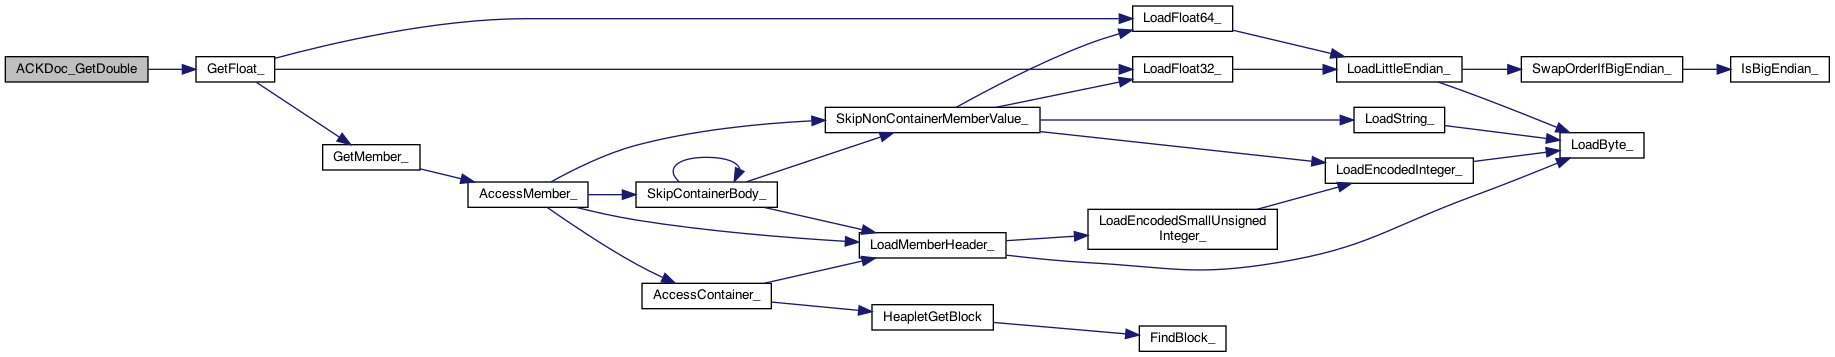 ACKDoc_GetDouble
GetFloat_
GetMember_
AccessMember_
SkipContainerBody_
AccessContainer_
SkipNonContainerMemberValue_
LoadMemberHeader_
HeapletGetBlock
LoadFloat64_
LoadFloat32_
LoadEncodedSmallUnsigned
Integer_
FindBlock_
LoadLittleEndian_
LoadString_
LoadEncodedInteger_
SwapOrderIfBigEndian_
LoadByte_
IsBigEndian_